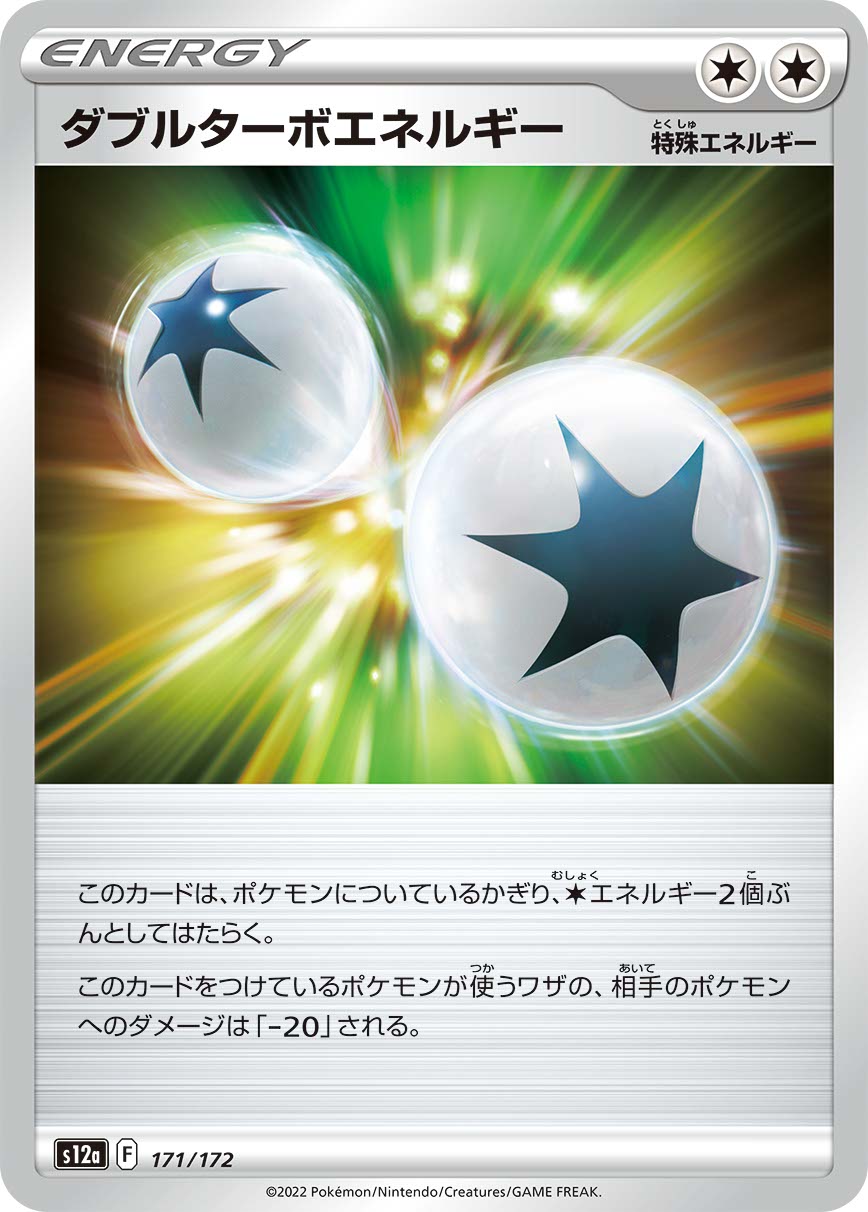 ENERGY
ダブルターボエネルギー
とくしゅ
特殊エネルギー
むしょく こ
このカードは、ポケモンについているかぎり、✶エネルギー2個ぶ
んとしてはたらく。
つか あいて
このカードをつけているポケモンが使うワザの、相手のポケモン
へのダメージは「-20」される。
s12a F 171/172
©2022 Pokémon/Nintendo/Creatures/GAME FREAK.